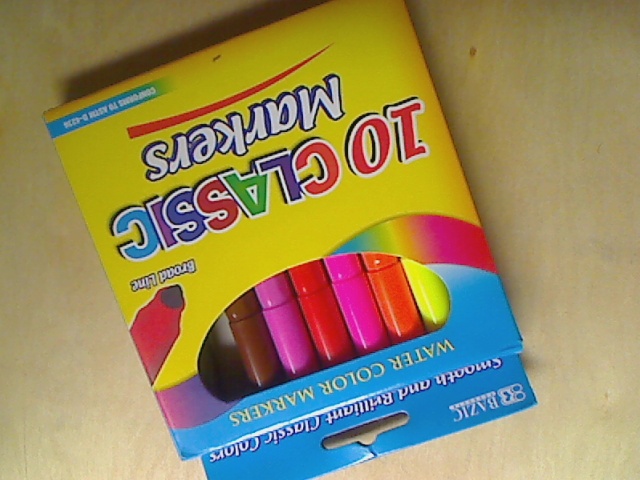 BAZIC
Smooth and Brilliant Classic Colors
WATER COLOR MARKERS
Broad Line
10 CLASSIC
Markers
CONFORMS TO ASTM D-4236